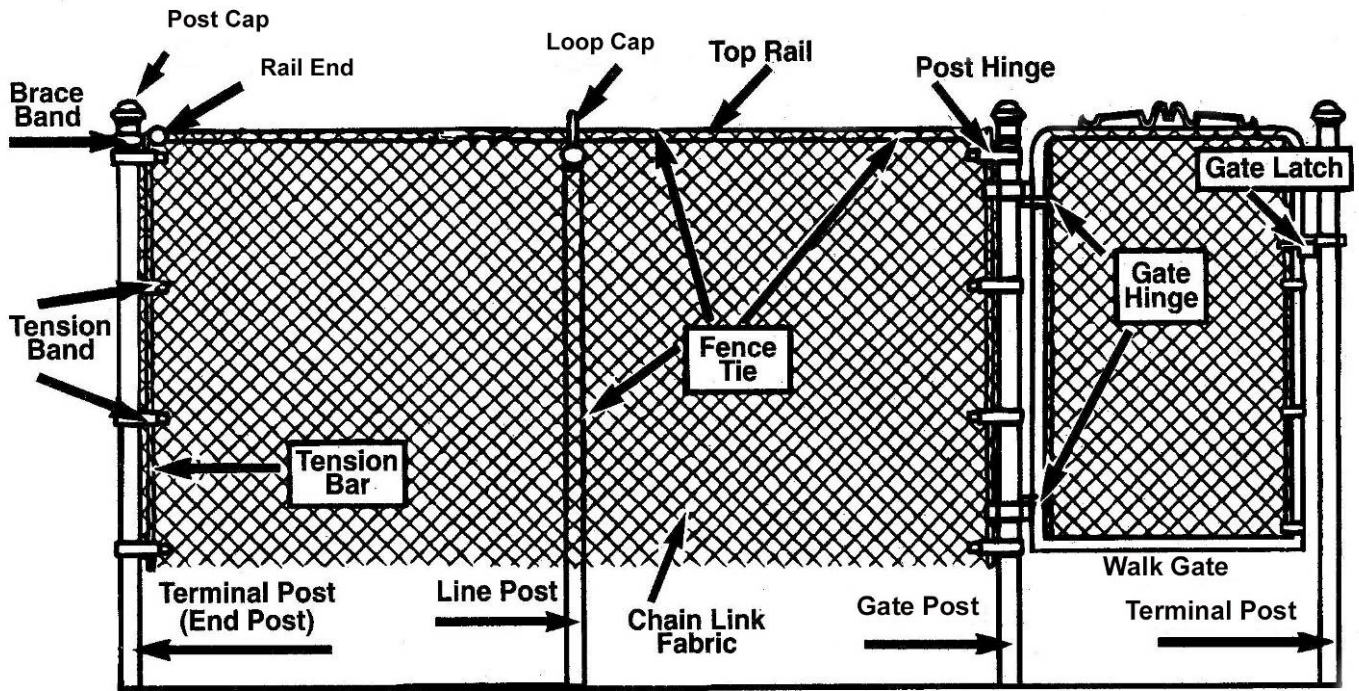 Post Cap
Loop Cap
Top Rail
Rail End
Post Hinge
Brace
Band
Gate Latch
Gate
Hinge
Tension
Band
Fence
Tie
Tension
Bar
Walk Gate
Terminal Post
(End Post)
Line Post
Chain Link
Fabric
Gate Post
Terminal Post